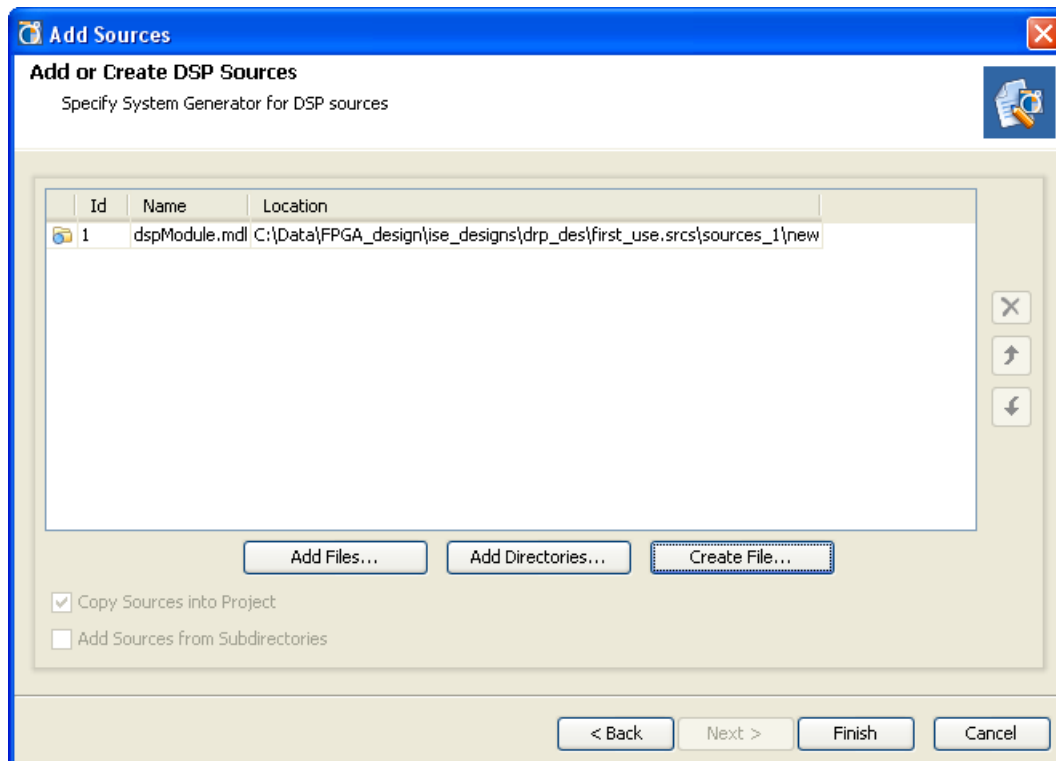 Add Sources
Add or Create DSP Sources
Specify System Generator for DSP sources
Id Name Location
1 dspModule.mdl C:\Data\FPGA_design\ise_designs\drp_des\first_use.srcs\sources_1\new
Add Files... Add Directories... Create File...
Copy Sources into Project
Add Sources from Subdirectories
< Back Next > Finish Cancel